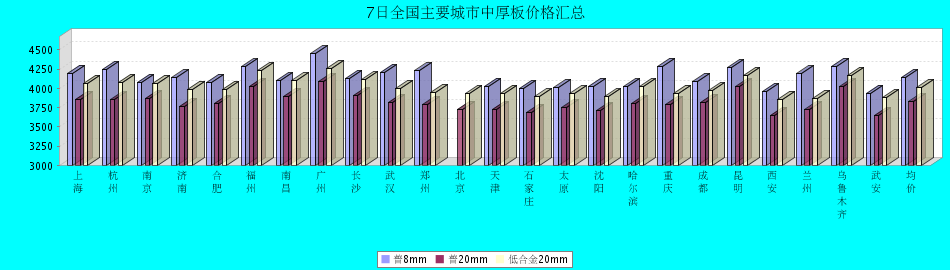 7日全国主要城市中厚板价格汇总
4500
4250
4000
3750
3500
3250
3000
上海
杭州
南京
济南
合肥
福州
南昌
广州
长沙
武汉
郑州
北京
天津
石家庄
太原
沈阳
哈尔滨
重庆
成都
昆明
西安
兰州
乌鲁木齐
武安
均价
普8mm 普20mm 低合金20mm